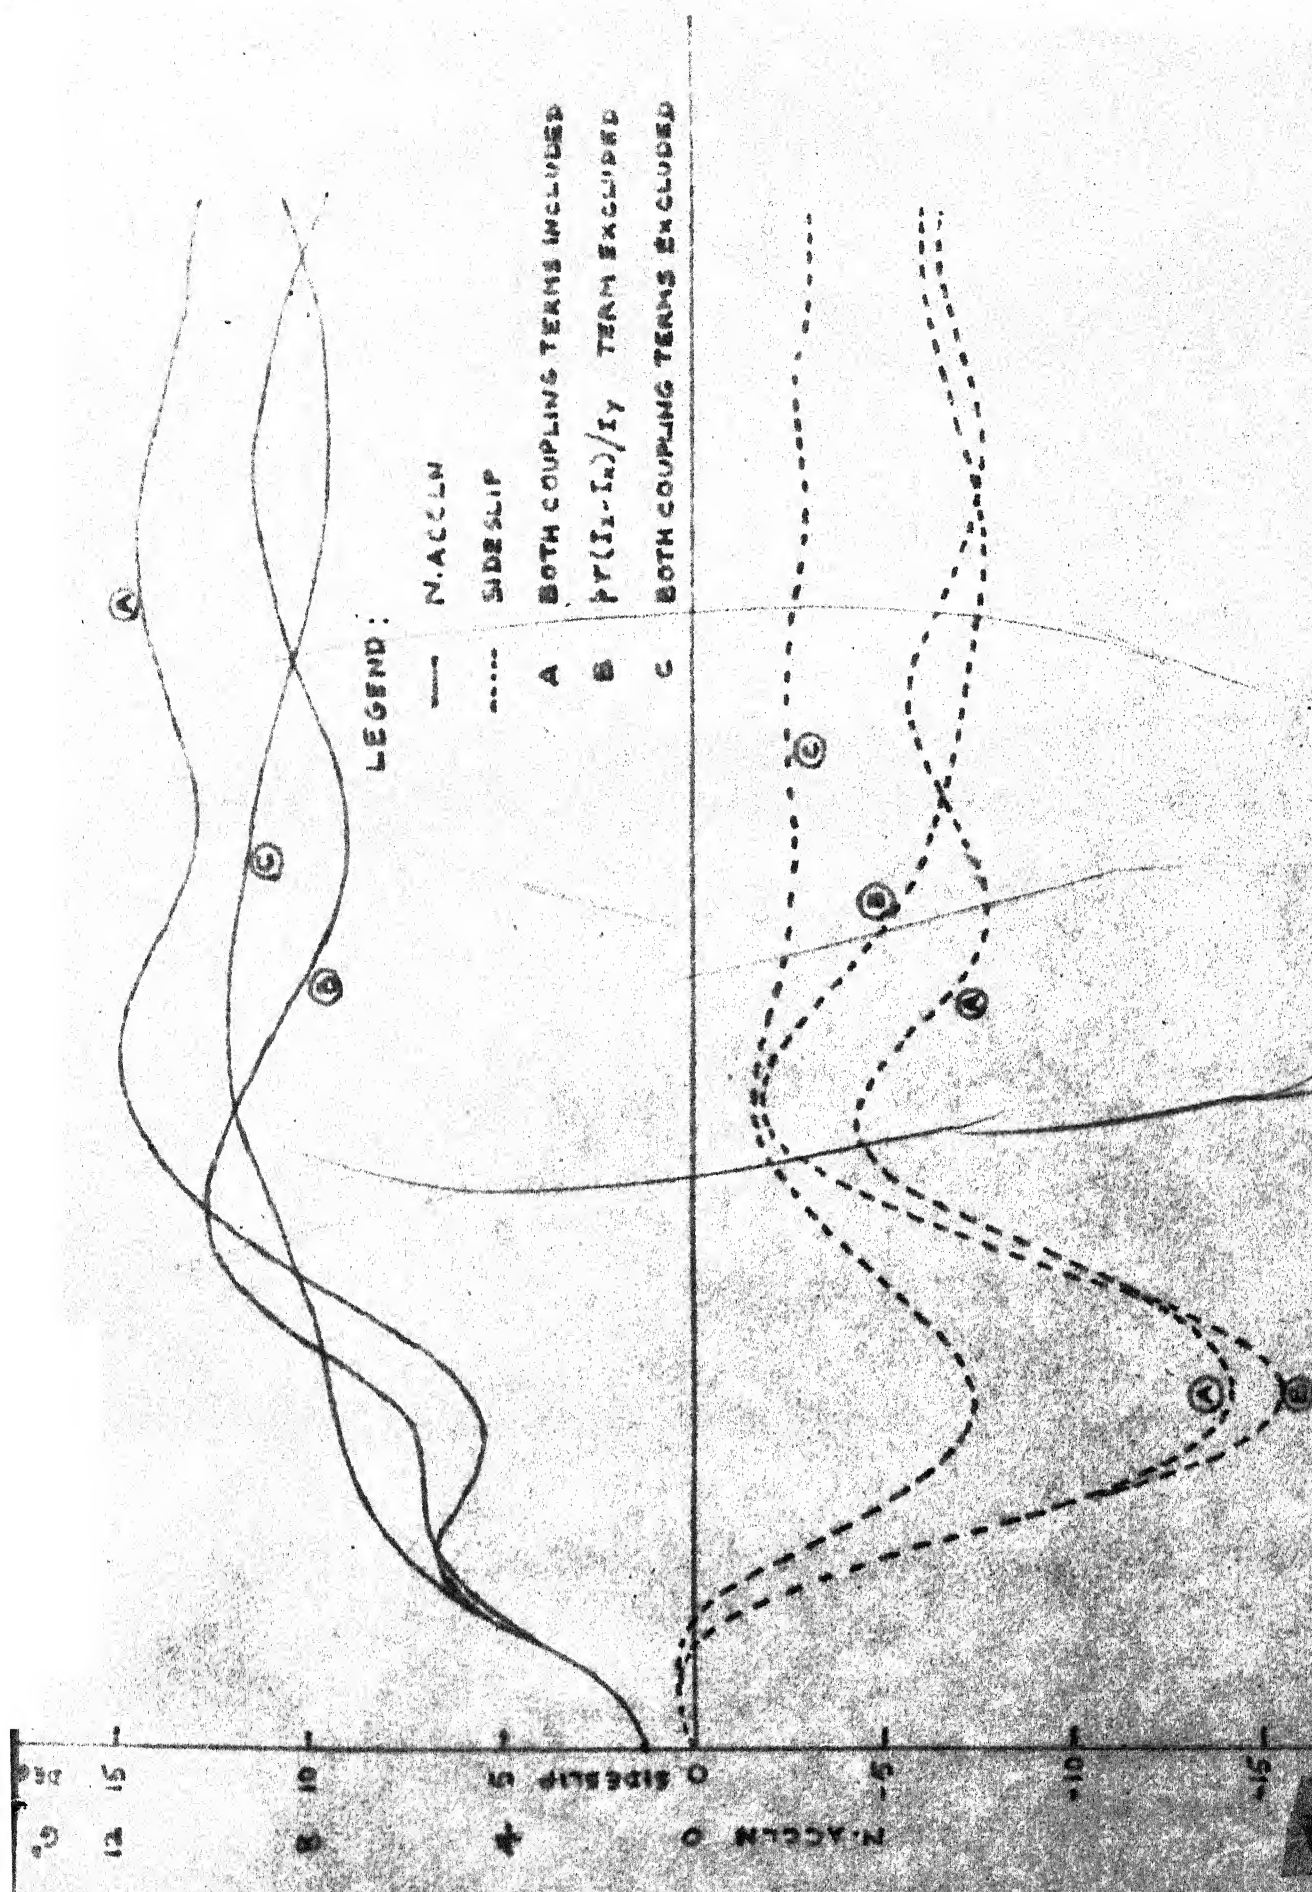 LEGEND:
N.ACCLN
SIDESLIP
A BOTH COUPLING TERMS INCLUDED
B pr(Iz-Ix)/Iy TERM EXCLUDED
C BOTH COUPLING TERMS EXCLUDED
A
C
B
C
B
A
A
B
DEG
15
10
5
0
-5
-10
-15
SIDESLIP
'G'
12
8
4
0
N.ACCLN